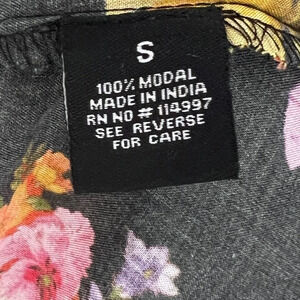 S
100% MODAL
MADE IN INDIA
RN NO # 114997
SEE REVERSE
FOR CARE